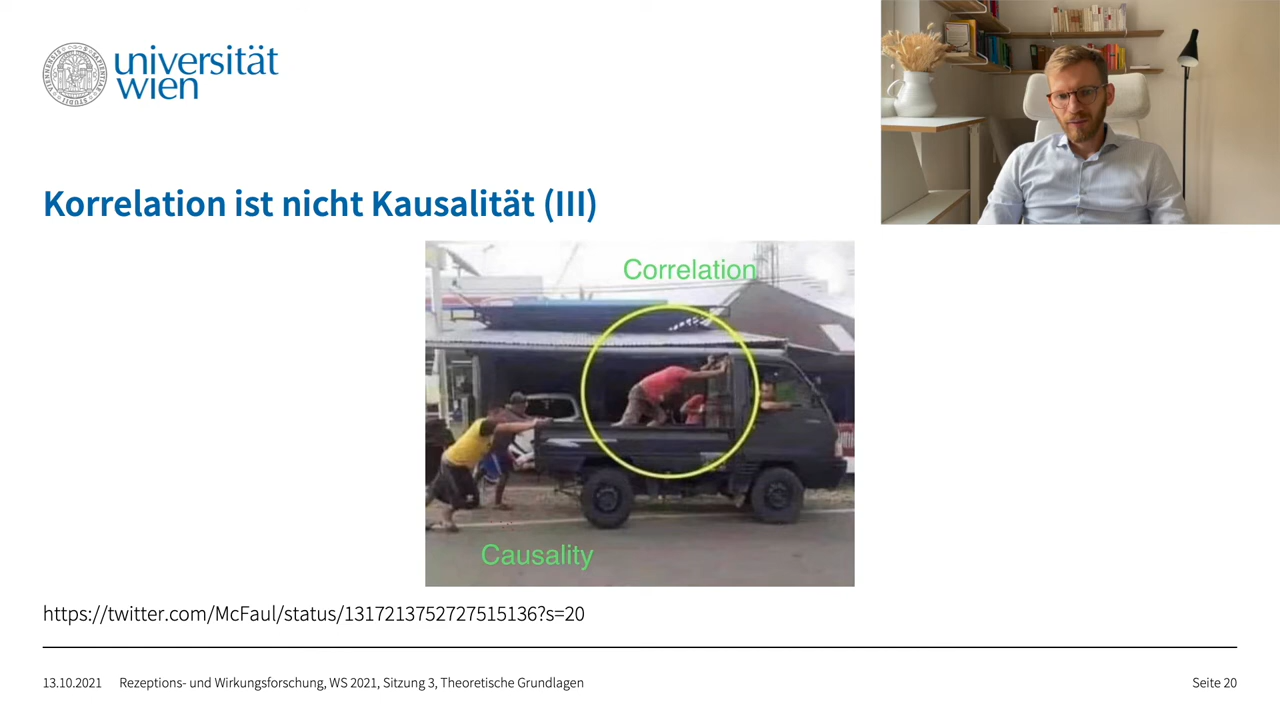 universität
wien
Korrelation ist nicht Kausalität (III)
Correlation
Causality
https://twitter.com/McFaul/status/1317213752727515136?s=20
13.10.2021 Rezeptions- und Wirkungsforschung, WS 2021, Sitzung 3, Theoretische Grundlagen
Seite 20